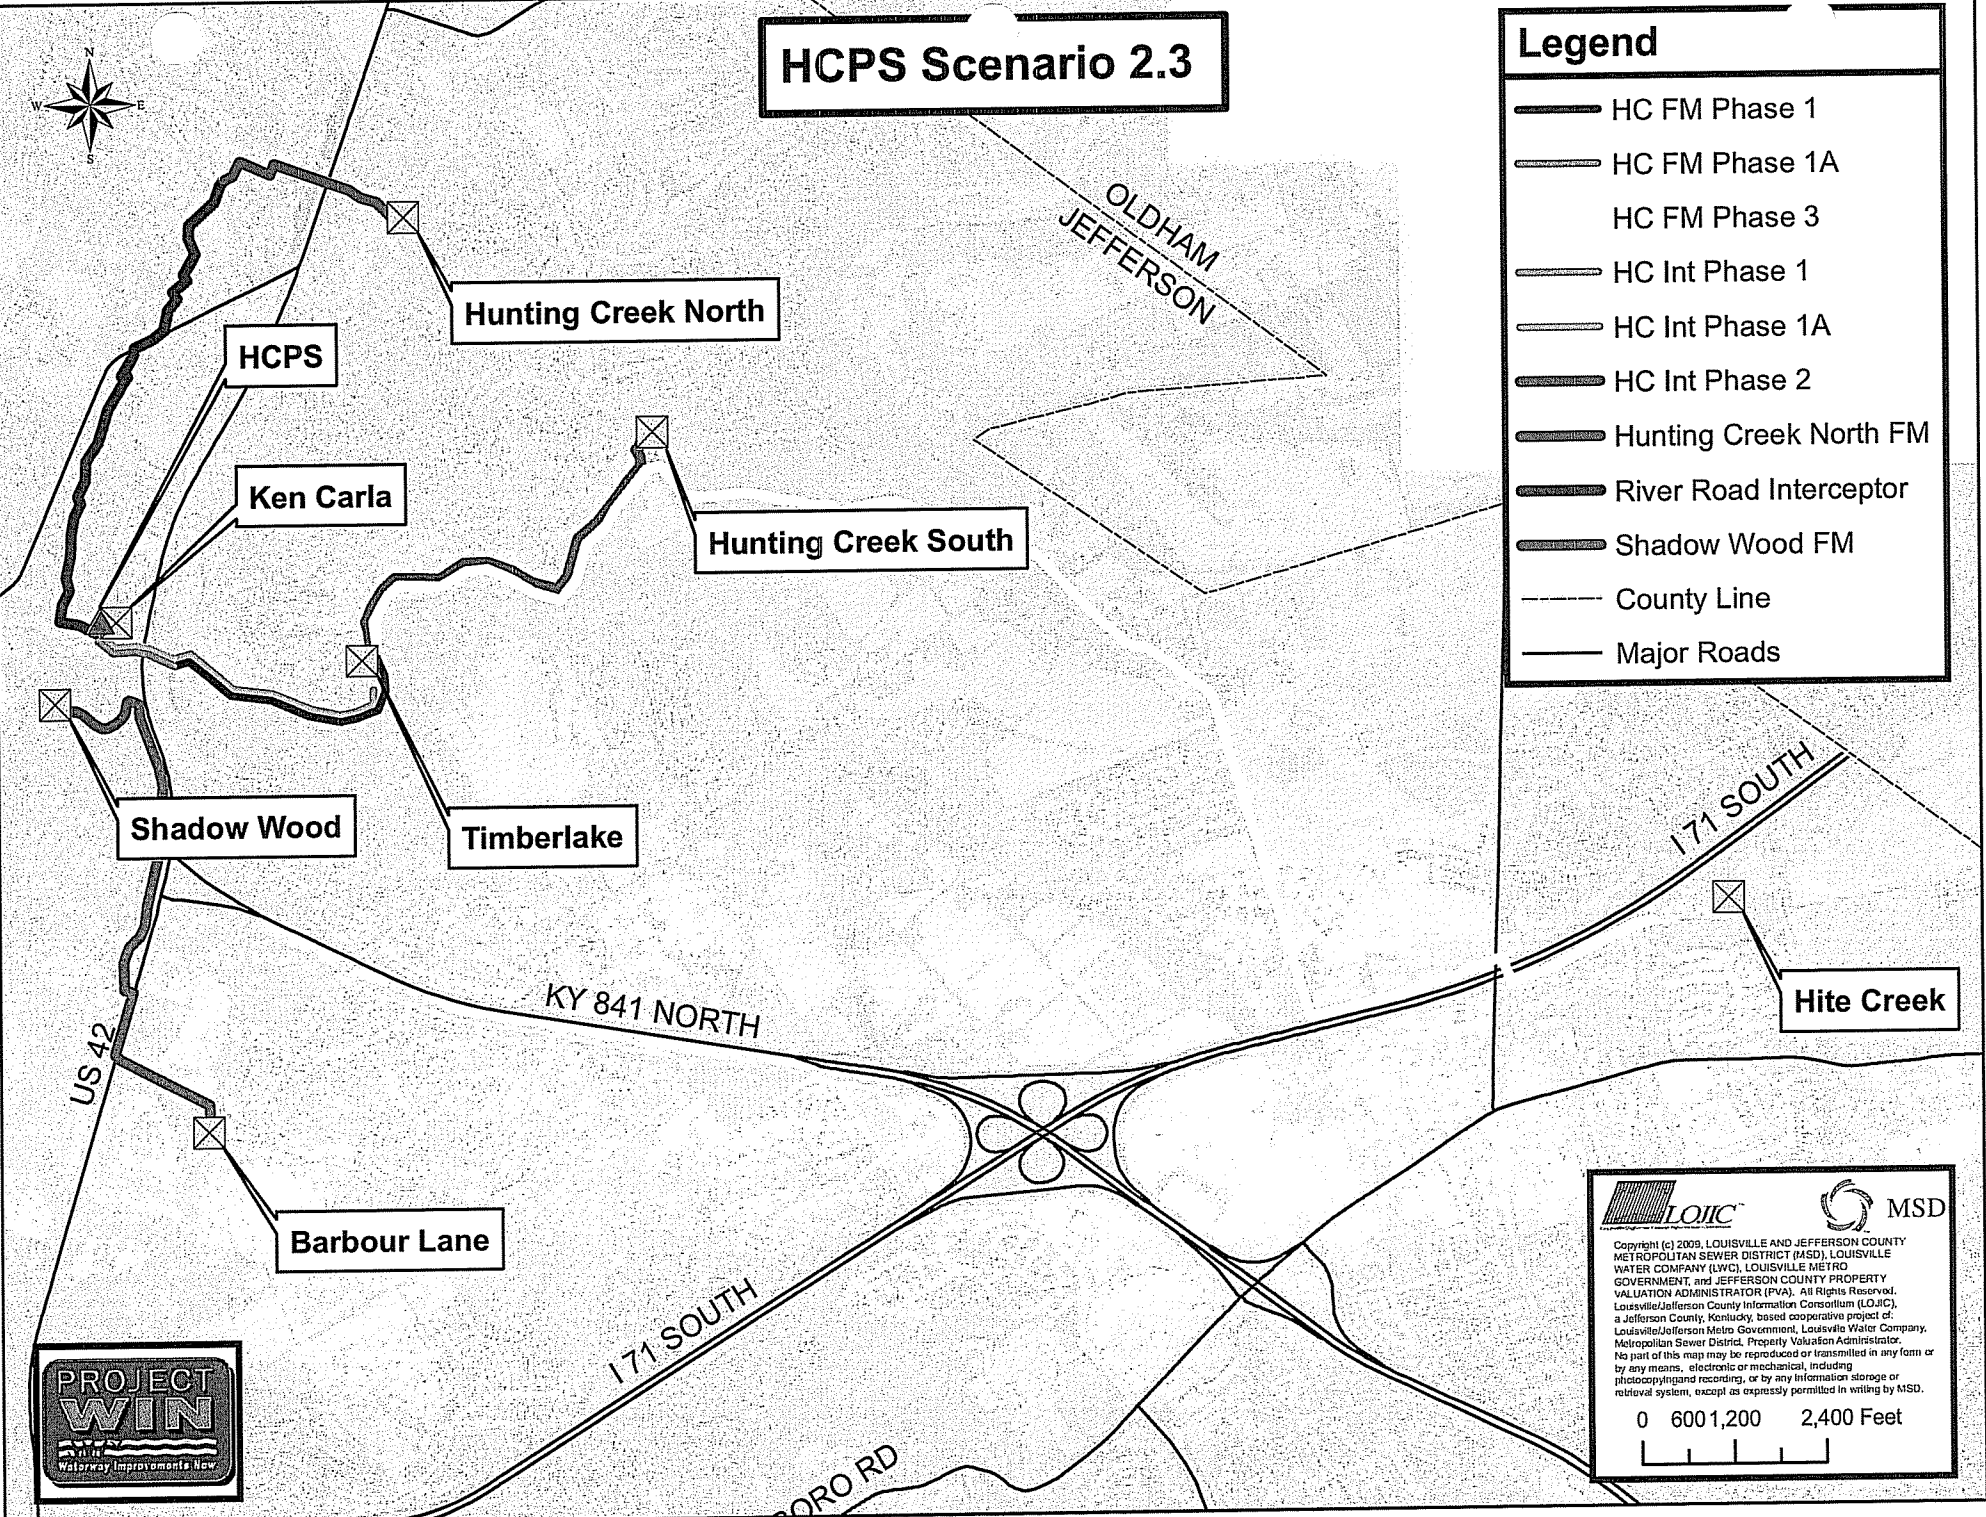 HCPS Scenario 2.3
N
W
E
S
Legend
HC FM Phase 1
HC FM Phase 1A
HC FM Phase 3
HC Int Phase 1
HC Int Phase 1A
HC Int Phase 2
Hunting Creek North FM
River Road Interceptor
Shadow Wood FM
County Line
Major Roads
OLDHAM
JEFFERSON
Hunting Creek North
HCPS
Ken Carla
Hunting Creek South
Shadow Wood
Timberlake
I 71 SOUTH
Hite Creek
KY 841 NORTH
US 42
Barbour Lane
I 71 SOUTH
BORO RD
PROJECT
WIN
Waterway Improvements Now
LOJIC
MSD
Copyright (c) 2009, LOUISVILLE AND JEFFERSON COUNTY
METROPOLITAN SEWER DISTRICT (MSD), LOUISVILLE
WATER COMPANY (LWC), LOUISVILLE METRO
GOVERNMENT, and JEFFERSON COUNTY PROPERTY
VALUATION ADMINISTRATOR (PVA). All Rights Reserved.
Louisville/Jefferson County Information Consortium (LOJIC),
a Jefferson County, Kentucky, based cooperative project of:
Louisville/Jefferson Metro Government, Louisville Water Company,
Metropolitan Sewer District, Property Valuation Administrator.
No part of this map may be reproduced or transmitted in any form or
by any means, electronic or mechanical, including
photocopyingand recording, or by any information storage or
retrieval system, except as expressly permitted in writing by MSD.
0 600 1,200 2,400 Feet